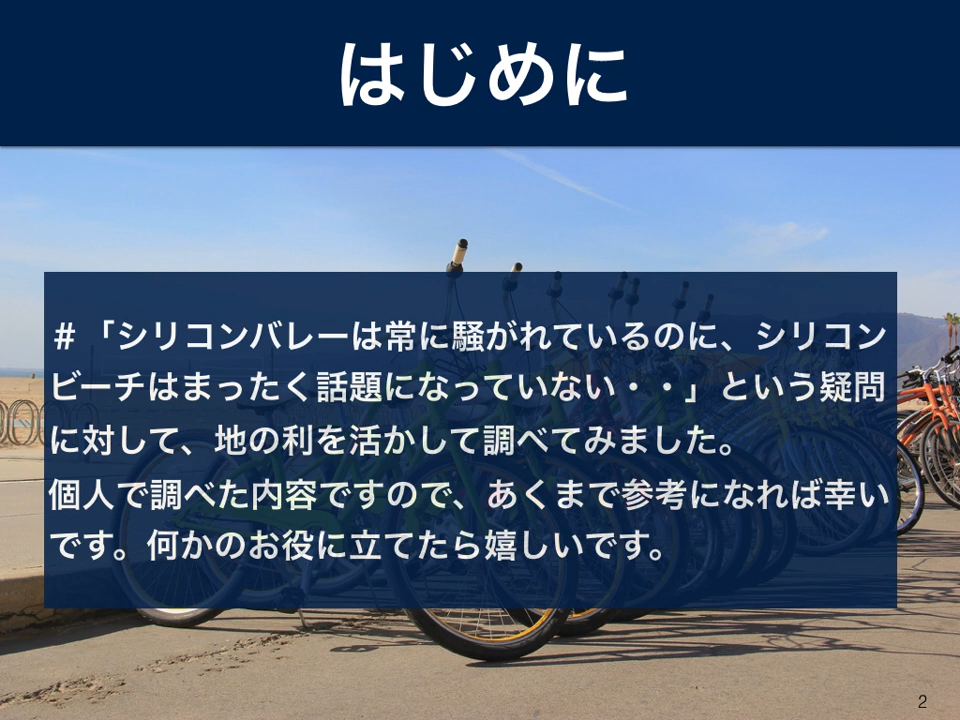 はじめに
# 「シリコンバレーは常に騒がれているのに、シリコン
ビーチはまったく話題になっていない・・」という疑問
に対して、地の利を活かして調べてみました。
個人で調べた内容ですので、あくまで参考になれば幸い
です。何かのお役に立てたら嬉しいです。
2